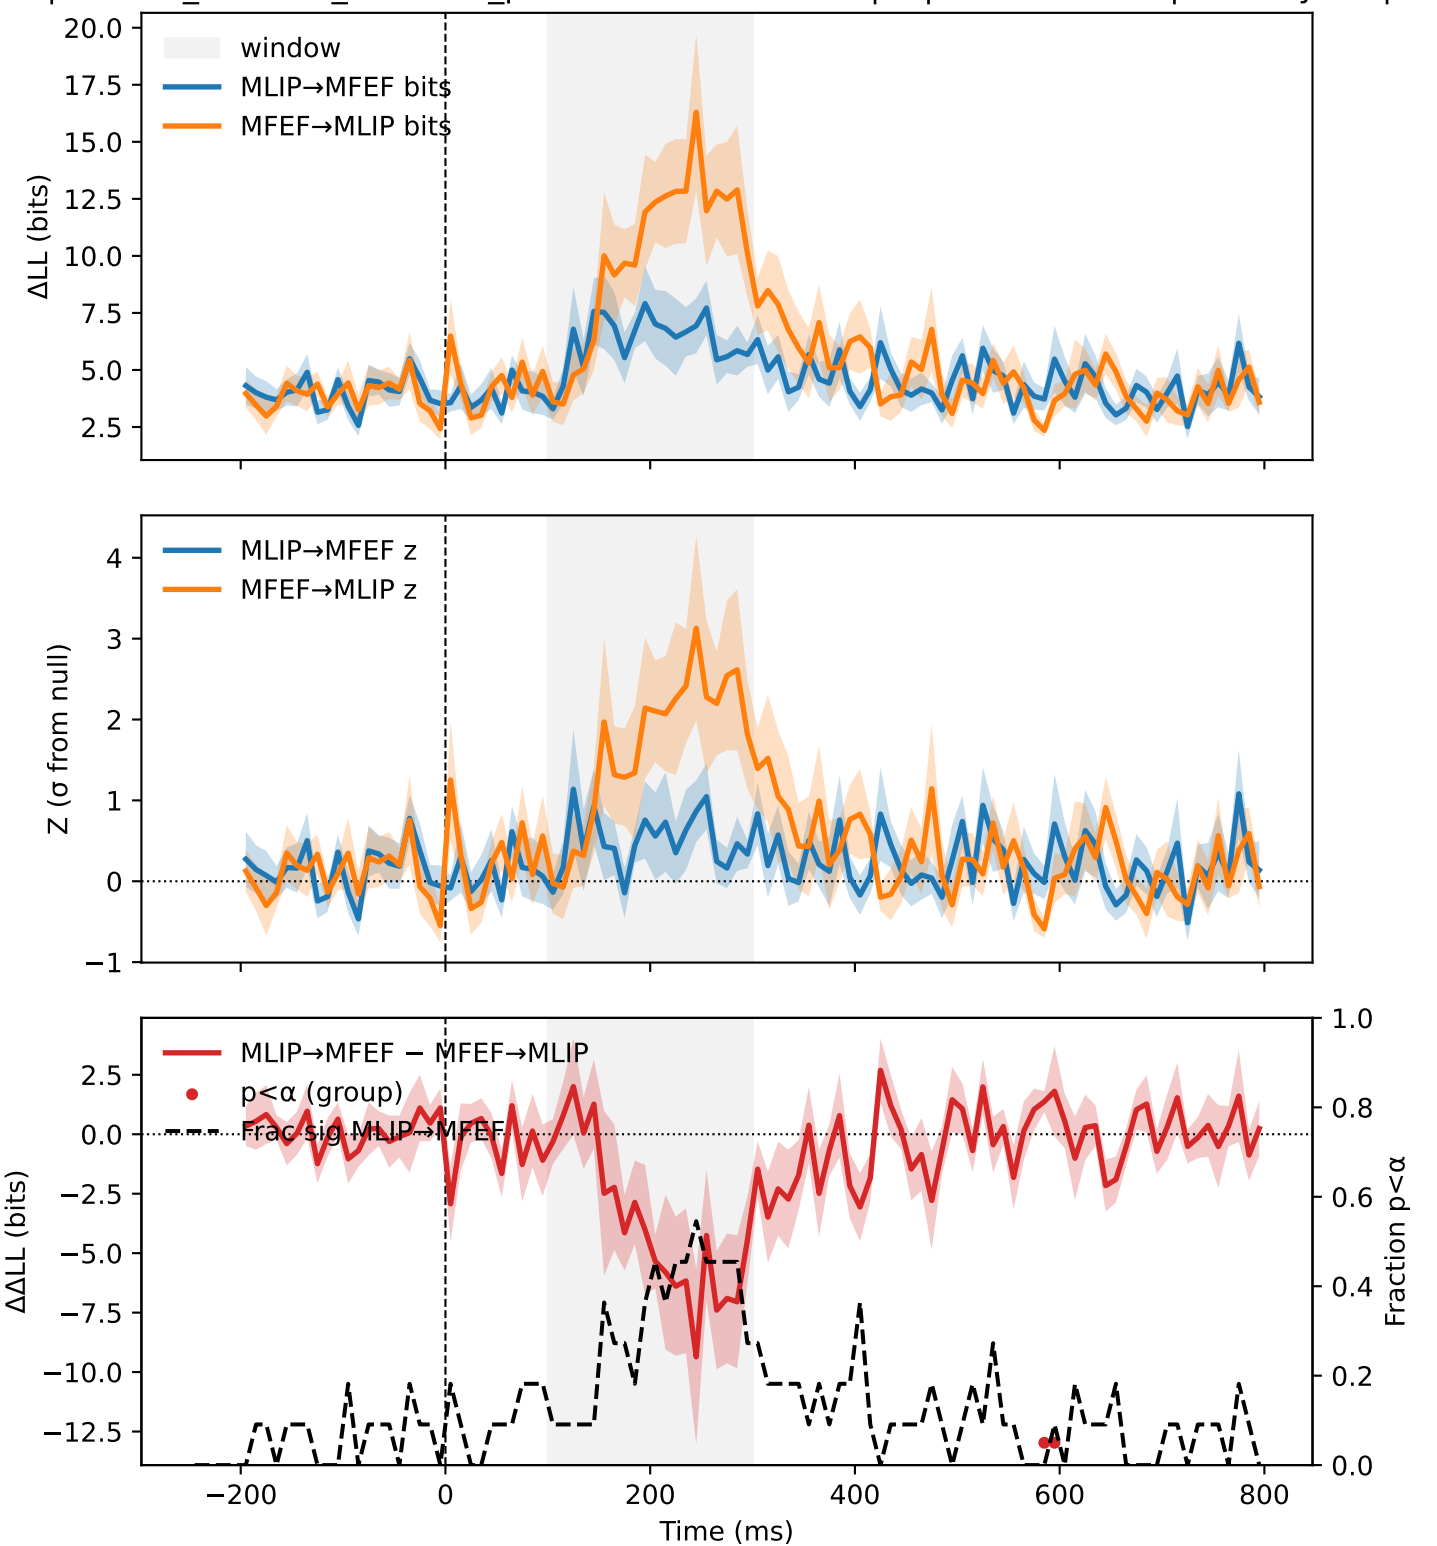 20.0
17.5
15.0
12.5
10.0
7.5
5.0
2.5
ΔLL (bits)
window
MLIP→MFEF bits
MFEF→MLIP bits
4
3
2
1
0
−1
Z (σ from null)
MLIP→MFEF z
MFEF→MLIP z
2.5
0.0
−2.5
−5.0
−7.5
−10.0
−12.5
ΔΔLL (bits)
MLIP→MFEF − MFEF→MLIP
p<α (group)
Frac sig MLIP→MFEF
1.0
0.8
0.6
0.4
0.2
0.0
Fraction p<α
−200 0 200 400 600 800
Time (ms)